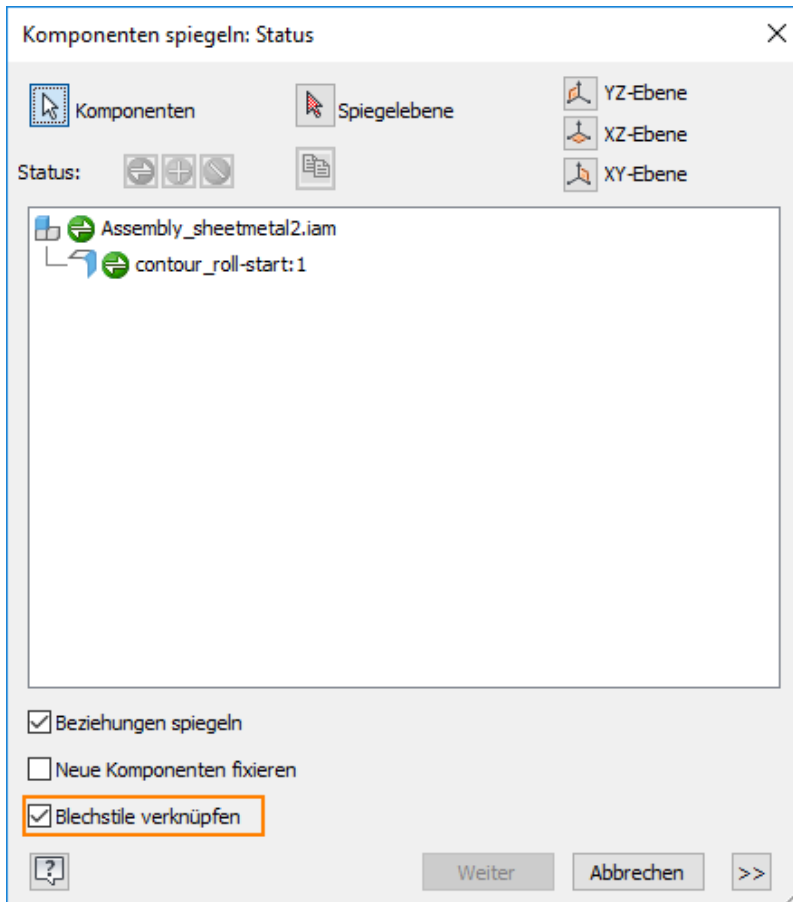 Komponenten spiegeln: Status
Komponenten
Spiegelebene
YZ-Ebene
XZ-Ebene
Status:
XY-Ebene
Assembly_sheetmetal2.iam
contour_roll-start:1
Beziehungen spiegeln
Neue Komponenten fixieren
Blechstile verknüpfen
? Weiter Abbrechen >>